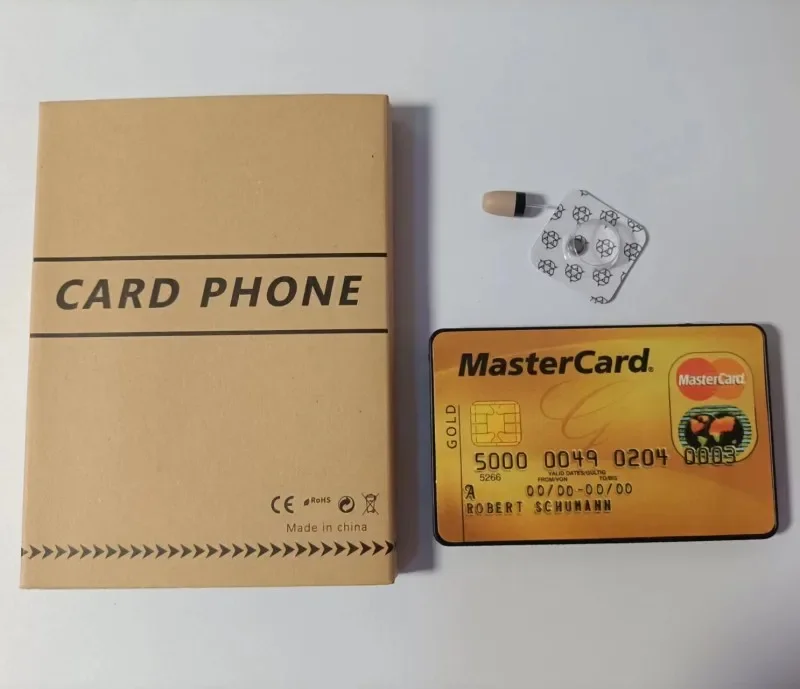 CARD PHONE
CE RoHS
Made in china
MasterCard
MasterCard
GOLD
5000 0049 0204 0003
5266
VALID DATES/GÜLTIG
FROM/VON TO/BIS
00/00-00/00
ROBERT SCHUMANN